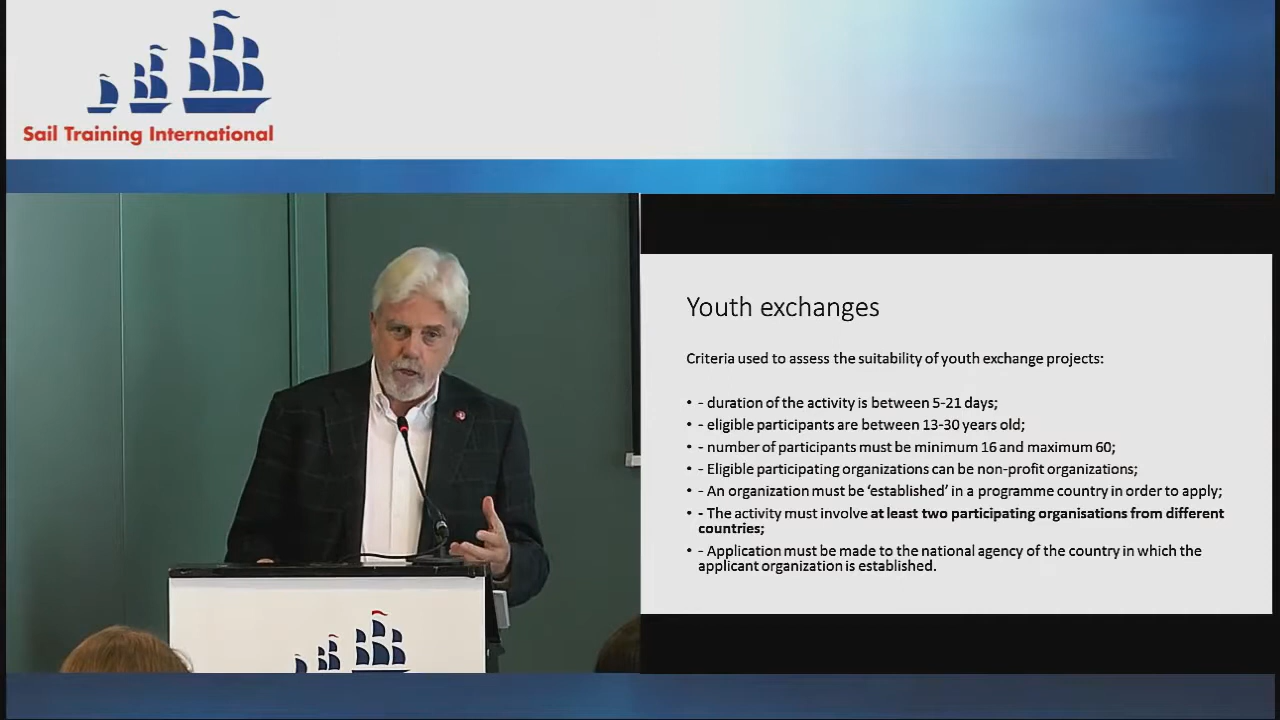 Sail Training International
Youth exchanges
Criteria used to assess the suitability of youth exchange projects:
• - duration of the activity is between 5-21 days;
• - eligible participants are between 13-30 years old;
• - number of participants must be minimum 16 and maximum 60;
• - Eligible participating organizations can be non-profit organizations;
• - An organization must be ‘established’ in a programme country in order to apply;
• - The activity must involve at least two participating organisations from different
countries;
• - Application must be made to the national agency of the country in which the
applicant organization is established.